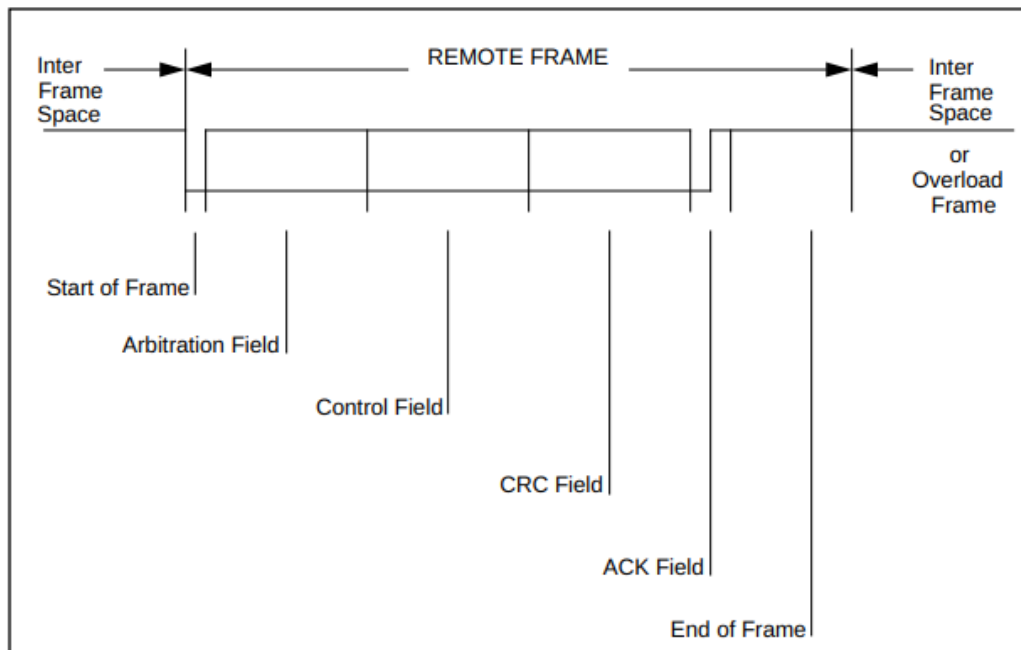 REMOTE FRAME
Inter
Frame
Space
Inter
Frame
Space
or
Overload
Frame
Start of Frame
Arbitration Field
Control Field
CRC Field
ACK Field
End of Frame